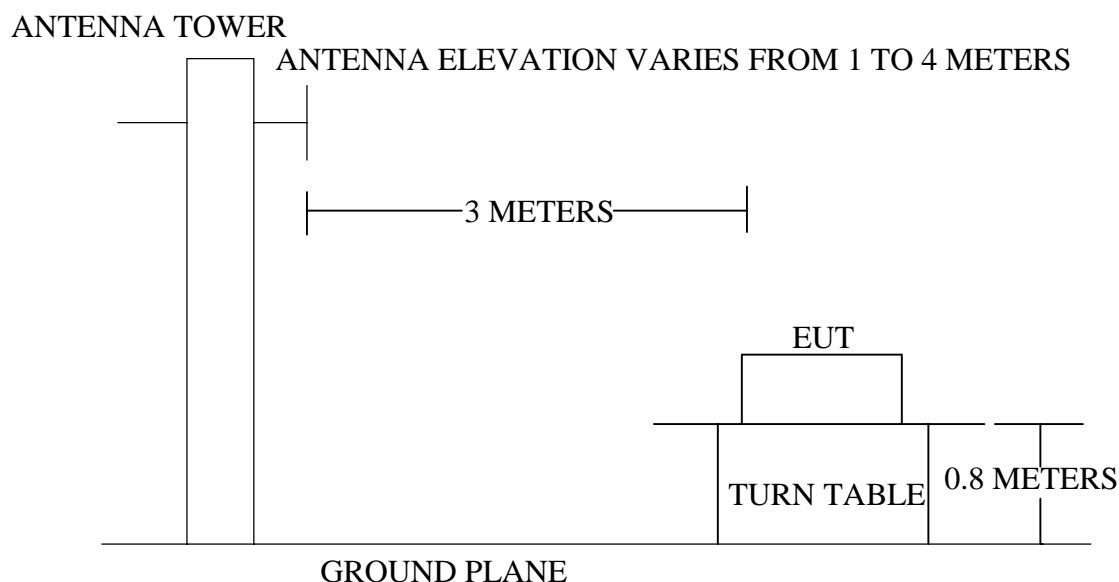 ANTENNA TOWER
ANTENNA ELEVATION VARIES FROM 1 TO 4 METERS
3 METERS
EUT
TURN TABLE
0.8 METERS
GROUND PLANE